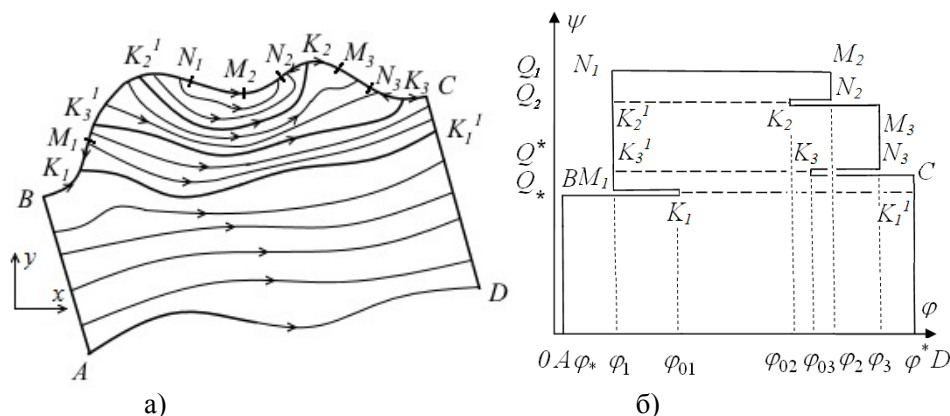 K₂¹ N₁ M₂ N₂ K₂ M₃
K₃¹ N₃ K₃ C
M₁ K₁¹
K₁
B
y
x
D
A
а)
ψ
Q₁ N₁ M₂
Q₂ N₂
K₂¹ K₂
M₃
Q* K₃¹ K₃ N₃
Q* B M₁ C
K₁ K₁¹
φ
0 A φ* φ₁ φ₀₁ φ₀₂ φ₀₃ φ₂ φ₃ φ* D
б)